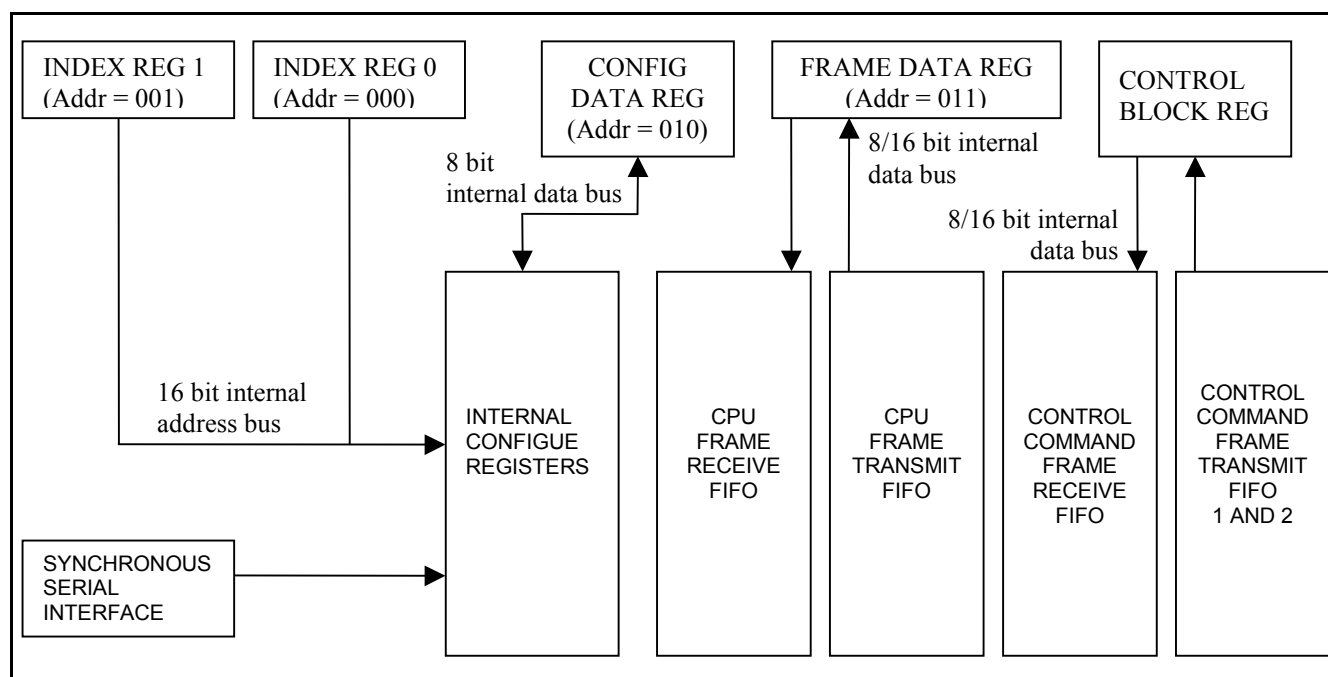 INDEX REG 1
(Addr = 001)
INDEX REG 0
(Addr = 000)
CONFIG
DATA REG
(Addr = 010)
FRAME DATA REG
(Addr = 011)
CONTROL
BLOCK REG
8 bit
internal data bus
8/16 bit internal
data bus
8/16 bit internal
data bus
16 bit internal
address bus
INTERNAL
CONFIGUE
REGISTERS
CPU
FRAME
RECEIVE
FIFO
CPU
FRAME
TRANSMIT
FIFO
CONTROL
COMMAND
FRAME
RECEIVE
FIFO
CONTROL
COMMAND
FRAME
TRANSMIT
FIFO
1 AND 2
SYNCHRONOUS
SERIAL
INTERFACE